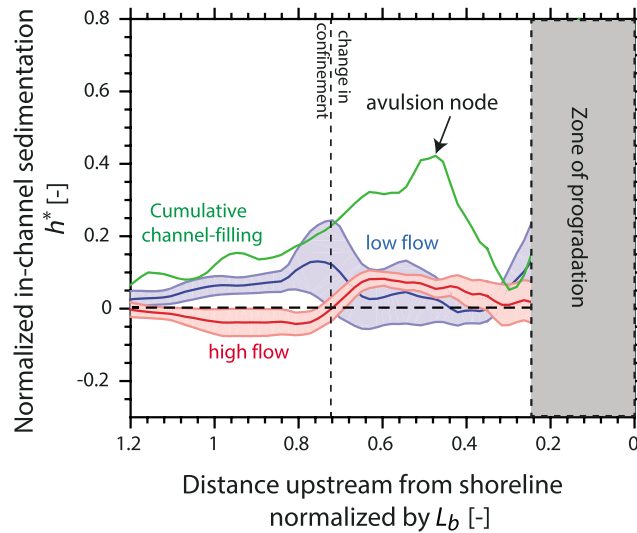 Normalized in-channel sedimentation
h* [-]
0.8
0.6
0.4
0.2
0
-0.2
change in
confinement
avulsion node
Cumulative
channel-filling
low flow
high flow
Zone of progradation
1.2
1
0.8
0.6
0.4
0.2
0
Distance upstream from shoreline
normalized by Lb [-]